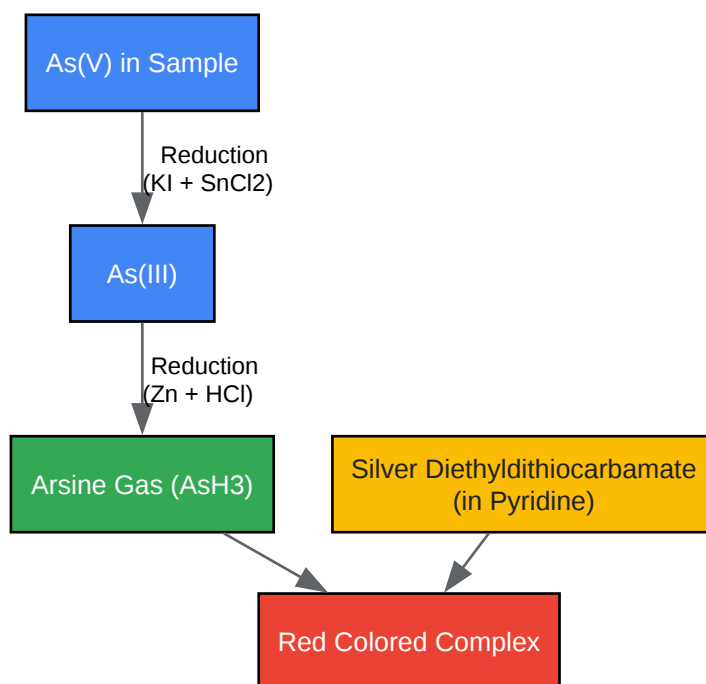 As(V) in Sample
Reduction
(KI + SnCl2)
As(III)
Reduction
(Zn + HCl)
Arsine Gas (AsH3)
Silver Diethyldithiocarbamate
(in Pyridine)
Red Colored Complex